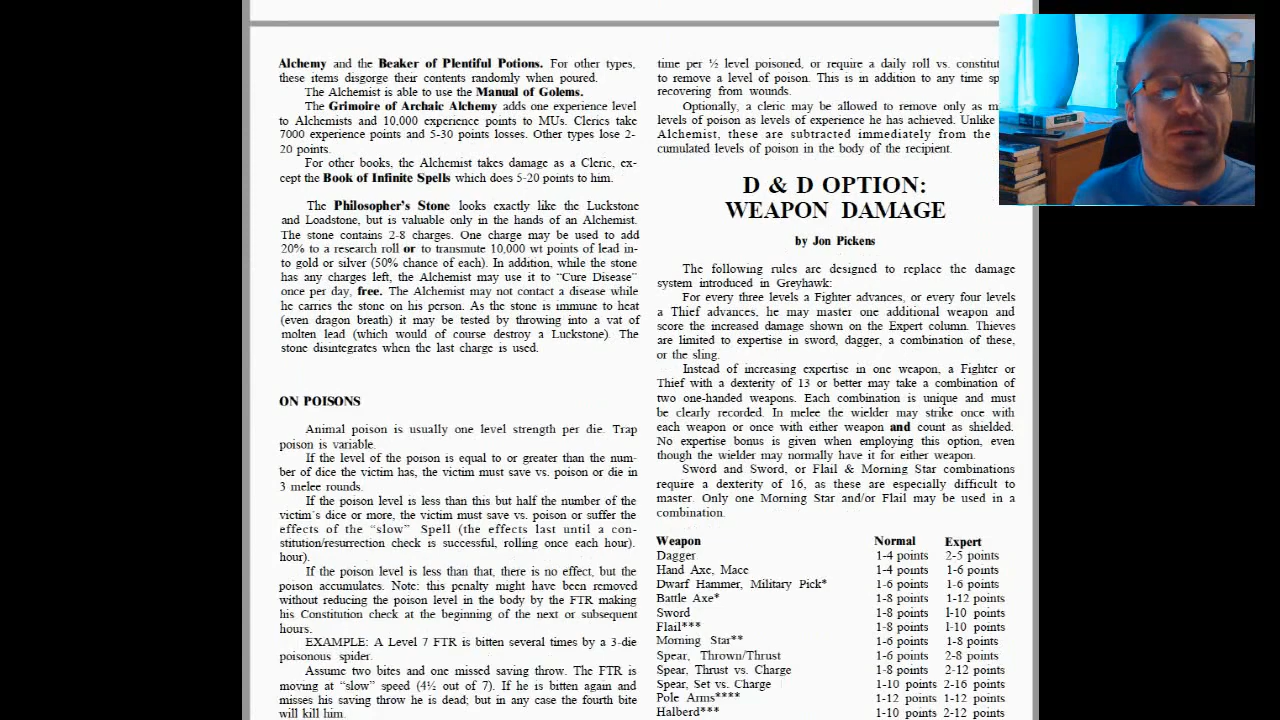 Alchemy and the Beaker of Plentiful Potions. For other types,
these items disgorge their contents randomly when poured.
The Alchemist is able to use the Manual of Golems.
The Grimoire of Archaic Alchemy adds one experience level
to Alchemists and 10,000 experience points to MUs. Clerics take
7000 experience points and 5-30 points losses. Other types lose 2-
20 points.
For other books, the Alchemist takes damage as a Cleric, ex-
cept the Book of Infinite Spells which does 5-20 points to him.
The Philosopher's Stone looks exactly like the Luckstone
and Loadstone, but is valuable only in the hands of an Alchemist.
The stone contains 2-8 charges. One charge may be used to add
20% to a research roll or to transmute 10,000 wt points of lead in-
to gold or silver (50% chance of each). In addition, while the stone
has any charges left, the Alchemist may use it to "Cure Disease"
once per day, free. The Alchemist may not contact a disease while
he carries the stone on his person. As the stone is immune to heat
(even dragon breath) it may be tested by throwing into a vat of
molten lead (which would of course destroy a Luckstone). The
stone disintegrates when the last charge is used.
ON POISONS
Animal poison is usually one level strength per die. Trap
poison is variable.
If the level of the poison is equal to or greater than the num-
ber of dice the victim has, the victim must save vs. poison or die in
3 melee rounds.
If the poison level is less than this but half the number of the
victim's dice or more, the victim must save vs. poison or suffer the
effects of the "slow" Spell (the effects last until a con-
stitution/resurrection check is successful, rolling once each hour).
hour).
If the poison level is less than that, there is no effect, but the
poison accumulates. Note: this penalty might have been removed
without reducing the poison level in the body by the FTR making
his Constitution check at the beginning of the next or subsequent
hours.
EXAMPLE: A Level 7 FTR is bitten several times by a 3-die
poisonous spider.
Assume two bites and one missed saving throw. The FTR is
moving at "slow" speed (4½ out of 7). If he is bitten again and
misses his saving throw he is dead; but in any case the fourth bite
will kill him.
time per ½ level poisoned, or require a daily roll vs. constitut
to remove a level of poison. This is in addition to any time sp
recovering from wounds.
Optionally, a cleric may be allowed to remove only as m
levels of poison as levels of experience he has achieved. Unlike
Alchemist, these are subtracted immediately from the
cumulated levels of poison in the body of the recipient.
D & D OPTION:
WEAPON DAMAGE
by Jon Pickens
The following rules are designed to replace the damage
system introduced in Greyhawk:
For every three levels a Fighter advances, or every four levels
a Thief advances, he may master one additional weapon and
score the increased damage shown on the Expert column. Thieves
are limited to expertise in sword, dagger, a combination of these,
or the sling.
Instead of increasing expertise in one weapon, a Fighter or
Thief with a dexterity of 13 or better may take a combination of
two one-handed weapons. Each combination is unique and must
be clearly recorded. In melee the wielder may strike once with
each weapon or once with either weapon and count as shielded.
No expertise bonus is given when employing this option, even
though the wielder may normally have it for either weapon.
Sword and Sword, or Flail & Morning Star combinations
require a dexterity of 16, as these are especially difficult to
master. Only one Morning Star and/or Flail may be used in a
combination.
Weapon Normal Expert
Dagger 1-4 points 2-5 points
Hand Axe, Mace 1-4 points 1-6 points
Dwarf Hammer, Military Pick* 1-6 points 1-6 points
Battle Axe* 1-8 points 1-12 points
Sword 1-8 points l-10 points
Flail*** 1-8 points l-10 points
Morning Star** 1-6 points 1-8 points
Spear, Thrown/Thrust 1-6 points 2-8 points
Spear, Thrust vs. Charge 1-8 points 2-12 points
Spear, Set vs. Charge 1-10 points 2-16 points
Pole Arms**** 1-12 points 1-12 points
Halberd*** 1-10 points 2-12 points